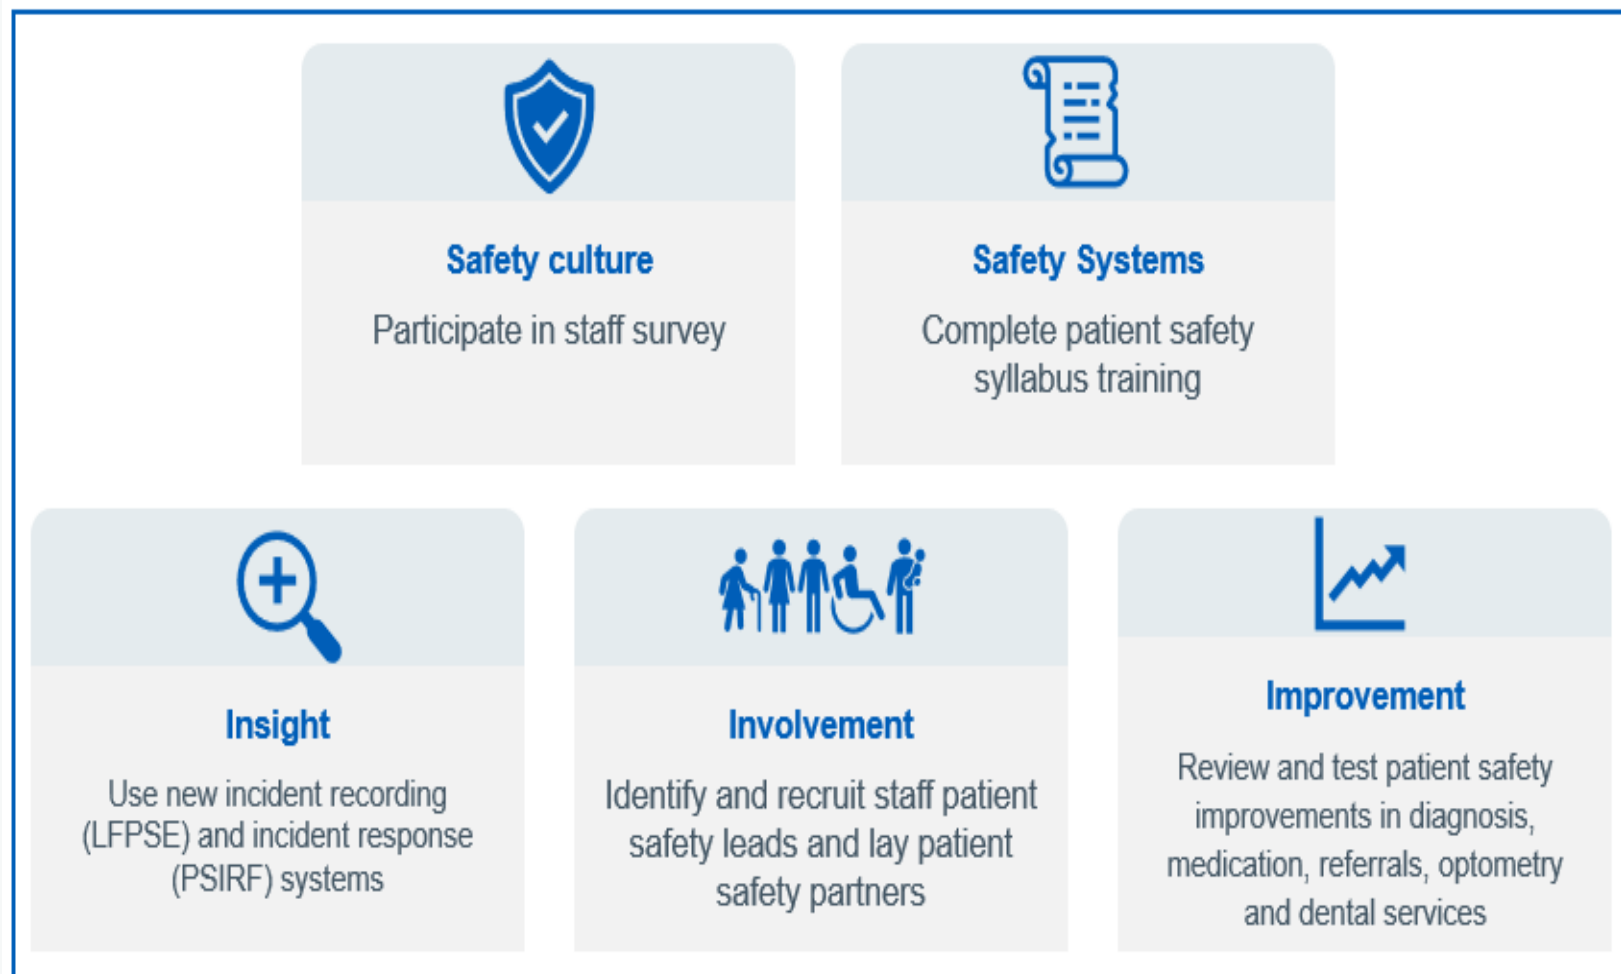 Safety culture
Participate in staff survey
Safety Systems
Complete patient safety
syllabus training
Insight
Use new incident recording
(LFPSE) and incident response
(PSIRF) systems
Involvement
Identify and recruit staff patient
safety leads and lay patient
safety partners
Improvement
Review and test patient safety
improvements in diagnosis,
medication, referrals, optometry
and dental services